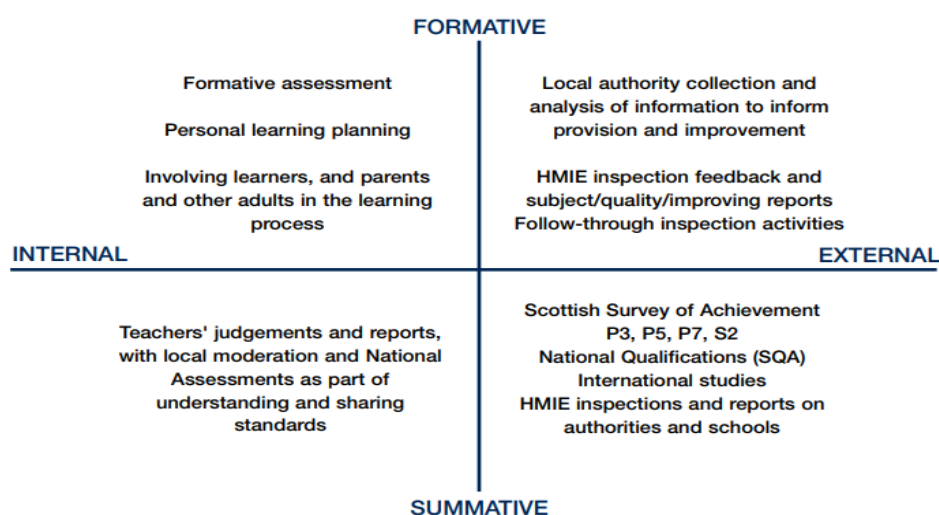 FORMATIVE
Formative assessment
Personal learning planning
Involving learners, and parents
and other adults in the learning
process
Local authority collection and
analysis of information to inform
provision and improvement
HMIE inspection feedback and
subject/quality/improving reports
Follow-through inspection activities
INTERNAL
EXTERNAL
Teachers' judgements and reports,
with local moderation and National
Assessments as part of
understanding and sharing
standards
Scottish Survey of Achievement
P3, P5, P7, S2
National Qualifications (SQA)
International studies
HMIE inspections and reports on
authorities and schools
SUMMATIVE